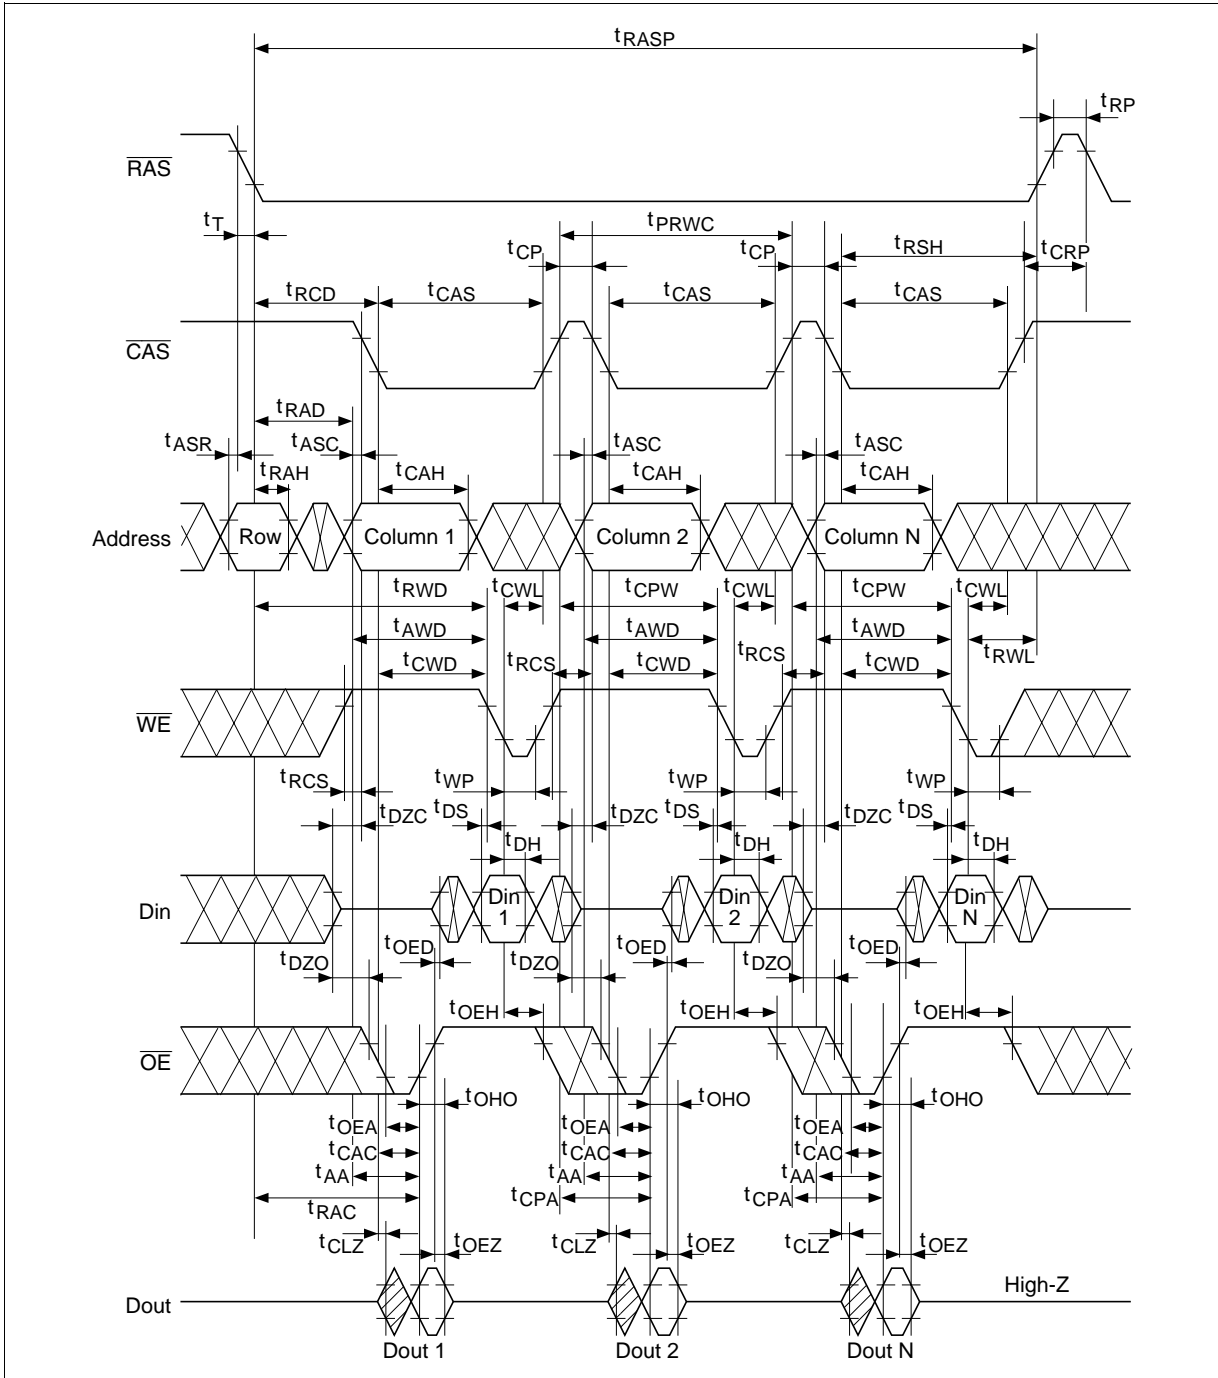 tRASP
tRP
RAS
tT
tPRWC
tCP
tCP
tRSH
tCRP
tRCD
tCAS
tCAS
tCAS
CAS
tRAD
tASR
tASC
tASC
tASC
tRAH
tCAH
tCAH
tCAH
Address
Row
Column 1
Column 2
Column N
tRWD
tCWL
tCPW
tCWL
tCPW
tCWL
tAWD
tAWD
tAWD
tCWD
tRCS
tCWD
tRCS
tCWD
tRWL
WE
tRCS
tWP
tWP
tWP
tDZC
tDS
tDZC
tDS
tDZC
tDS
tDH
tDH
tDH
Din
Din 1
Din 2
Din N
tDZO
tOED
tDZO
tOED
tDZO
tOED
tOEH
tOEH
tOEH
OE
tOHO
tOHO
tOHO
tOEA
tOEA
tOEA
tCAC
tCAC
tCAC
tAA
tAA
tAA
tRAC
tCPA
tCPA
tCLZ
tOEZ
tCLZ
tOEZ
tCLZ
tOEZ
High-Z
Dout
Dout 1
Dout 2
Dout N